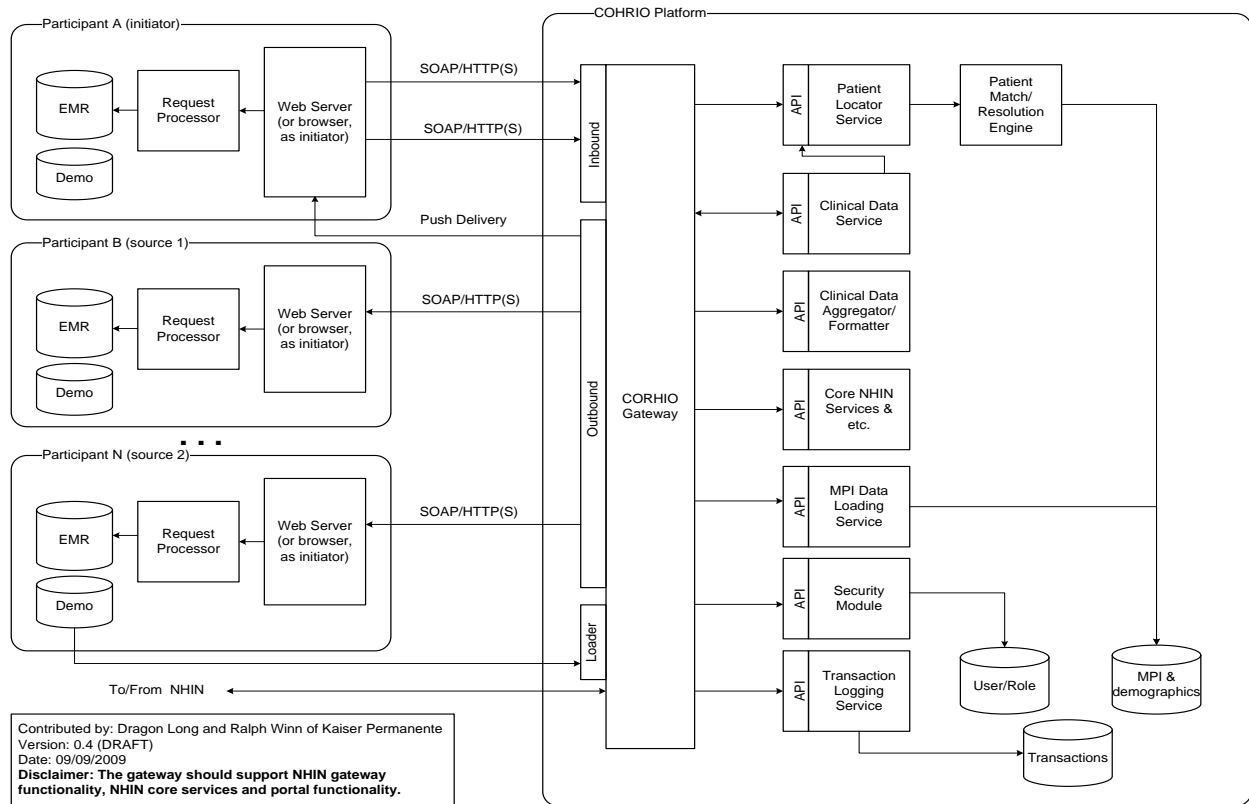 Participant A (initiator)
EMR
Demo
Request
Processor
Web Server
(or browser,
as initiator)
SOAP/HTTP(S)
SOAP/HTTP(S)
Push Delivery
Participant B (source 1)
EMR
Demo
Request
Processor
Web Server
(or browser,
as initiator)
SOAP/HTTP(S)
...
Participant N (source 2)
EMR
Demo
Request
Processor
Web Server
(or browser,
as initiator)
SOAP/HTTP(S)
To/From NHIN
COHRIO Platform
Inbound
Outbound
Loader
CORHIO
Gateway
API
Patient
Locator
Service
Patient
Match/
Resolution
Engine
API
Clinical Data
Service
API
Clinical Data
Aggregator/
Formatter
API
Core NHIN
Services &
etc.
API
MPI Data
Loading
Service
API
Security
Module
API
Transaction
Logging
Service
User/Role
MPI &
demographics
Transactions
Contributed by: Dragon Long and Ralph Winn of Kaiser Permanente
Version: 0.4 (DRAFT)
Date: 09/09/2009
Disclaimer: The gateway should support NHIN gateway
functionality, NHIN core services and portal functionality.